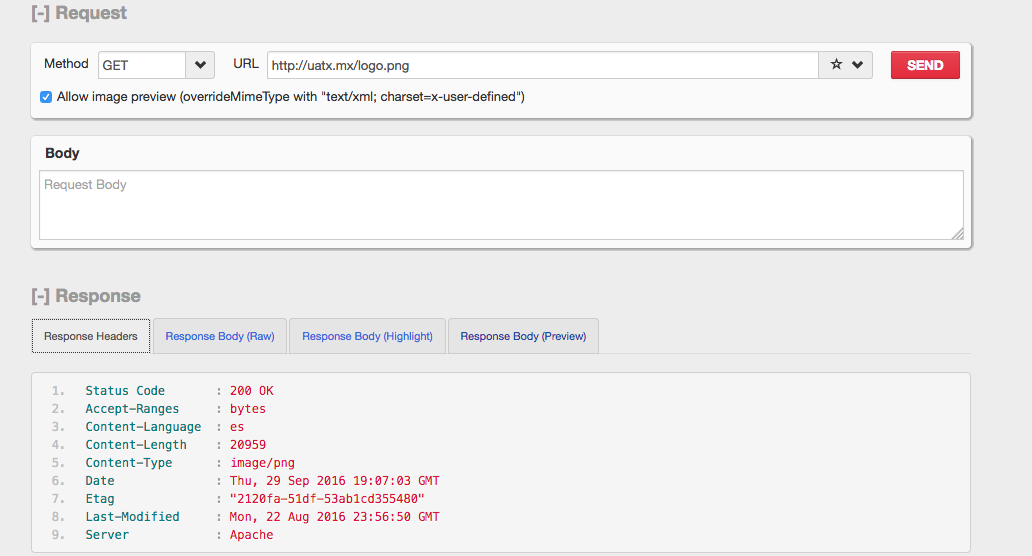 [-] Request
Method GET URL http://uatx.mx/logo.png SEND
Allow image preview (overrideMimeType with "text/xml; charset=x-user-defined")
Body
Request Body
[-] Response
Response Headers Response Body (Raw) Response Body (Highlight) Response Body (Preview)
1. Status Code : 200 OK
2. Accept-Ranges : bytes
3. Content-Language : es
4. Content-Length : 20959
5. Content-Type : image/png
6. Date : Thu, 29 Sep 2016 19:07:03 GMT
7. Etag : "2120fa-51df-53ab1cd355480"
8. Last-Modified : Mon, 22 Aug 2016 23:56:50 GMT
9. Server : Apache